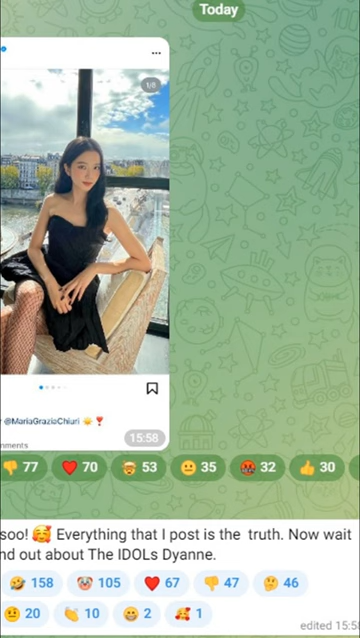 Today
1/6
@MariaGraziaChiuri
15:58
77 70 53 35 32 30
soo! 🥰 Everything that I post is the truth. Now wait
nd out about The IDOLs Dyanne.
158 105 67 47 46
20 10 2 1
edited 15:5